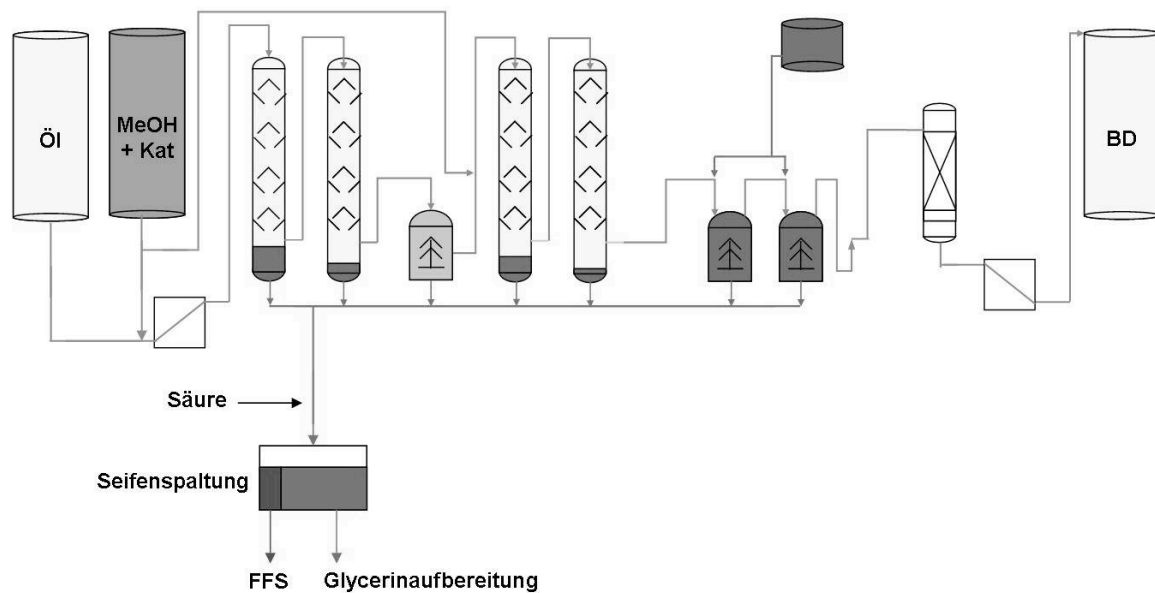 Öl
MeOH
+ Kat
BD
Säure
Seifenspaltung
FFS
Glycerinaufbereitung